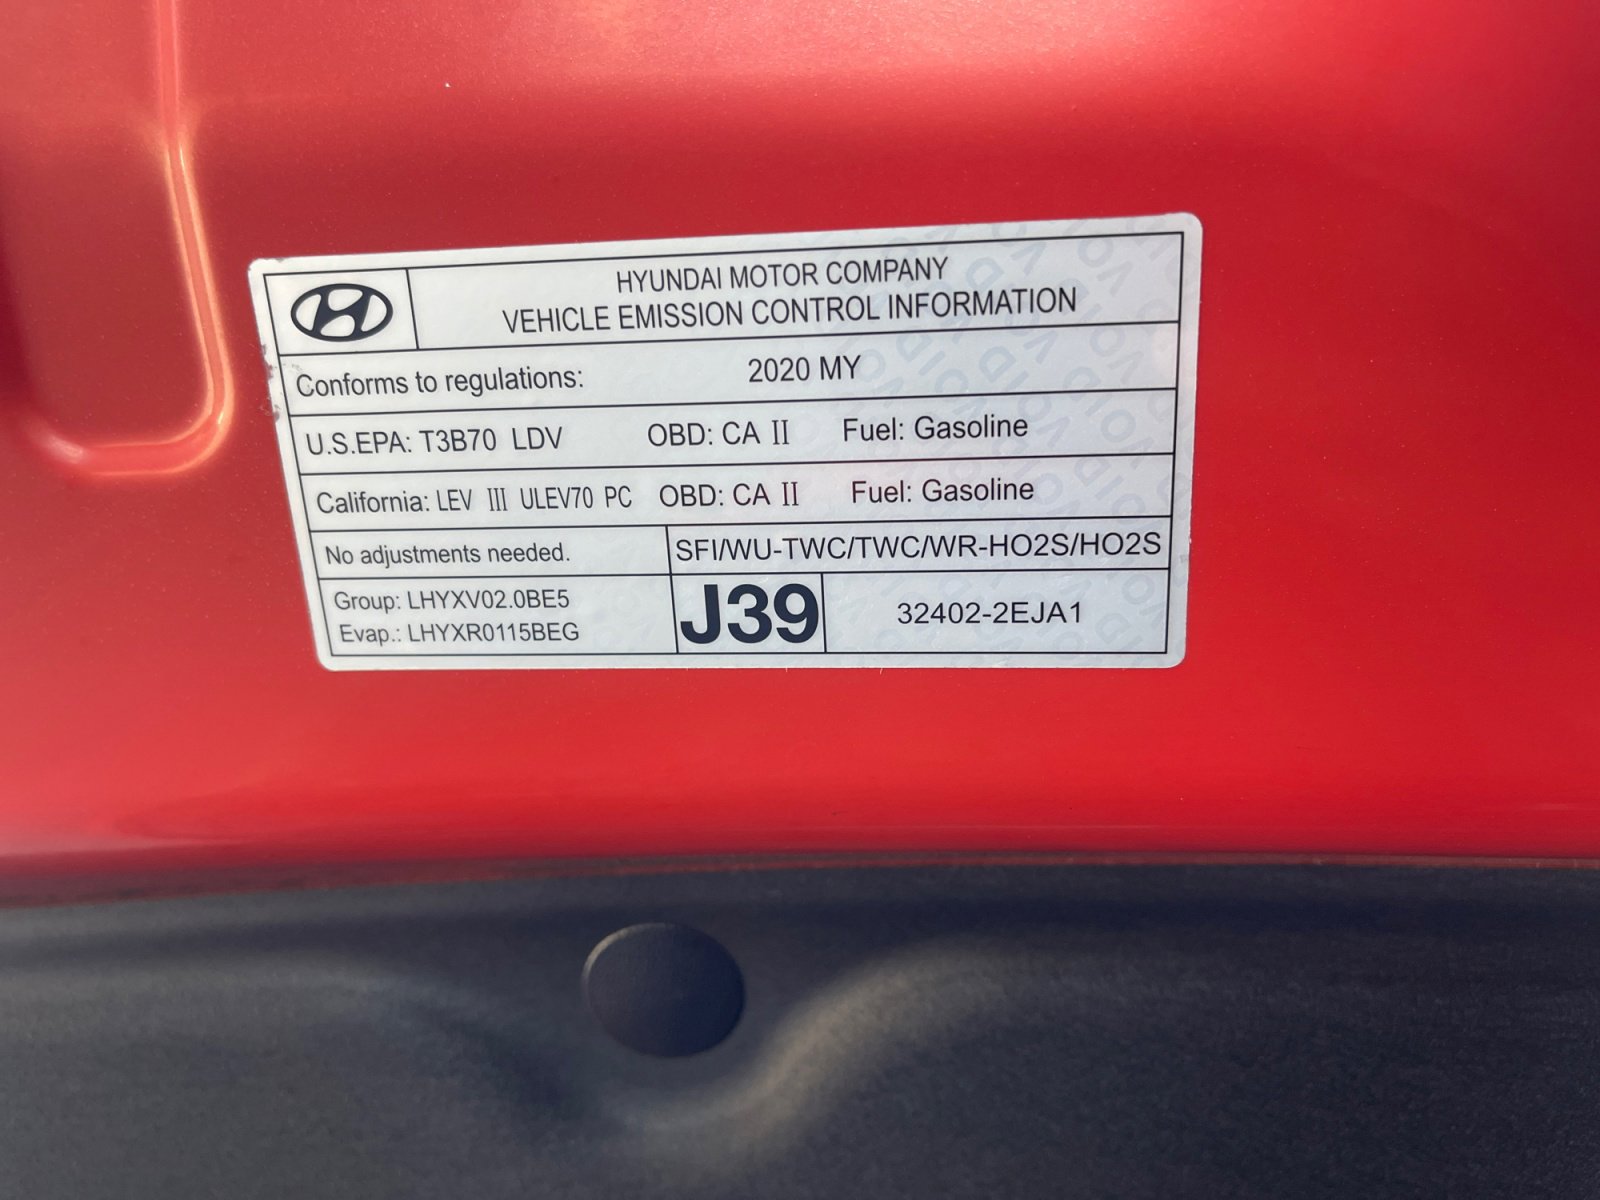 HYUNDAI MOTOR COMPANY
VEHICLE EMISSION CONTROL INFORMATION
Conforms to regulations: 2020 MY
U.S.EPA: T3B70 LDV OBD: CA II Fuel: Gasoline
California: LEV III ULEV70 PC OBD: CA II Fuel: Gasoline
No adjustments needed. SFI/WU-TWC/TWC/WR-HO2S/HO2S
Group: LHYXV02.0BE5
Evap.: LHYXR0115BEG
J39
32402-2EJA1